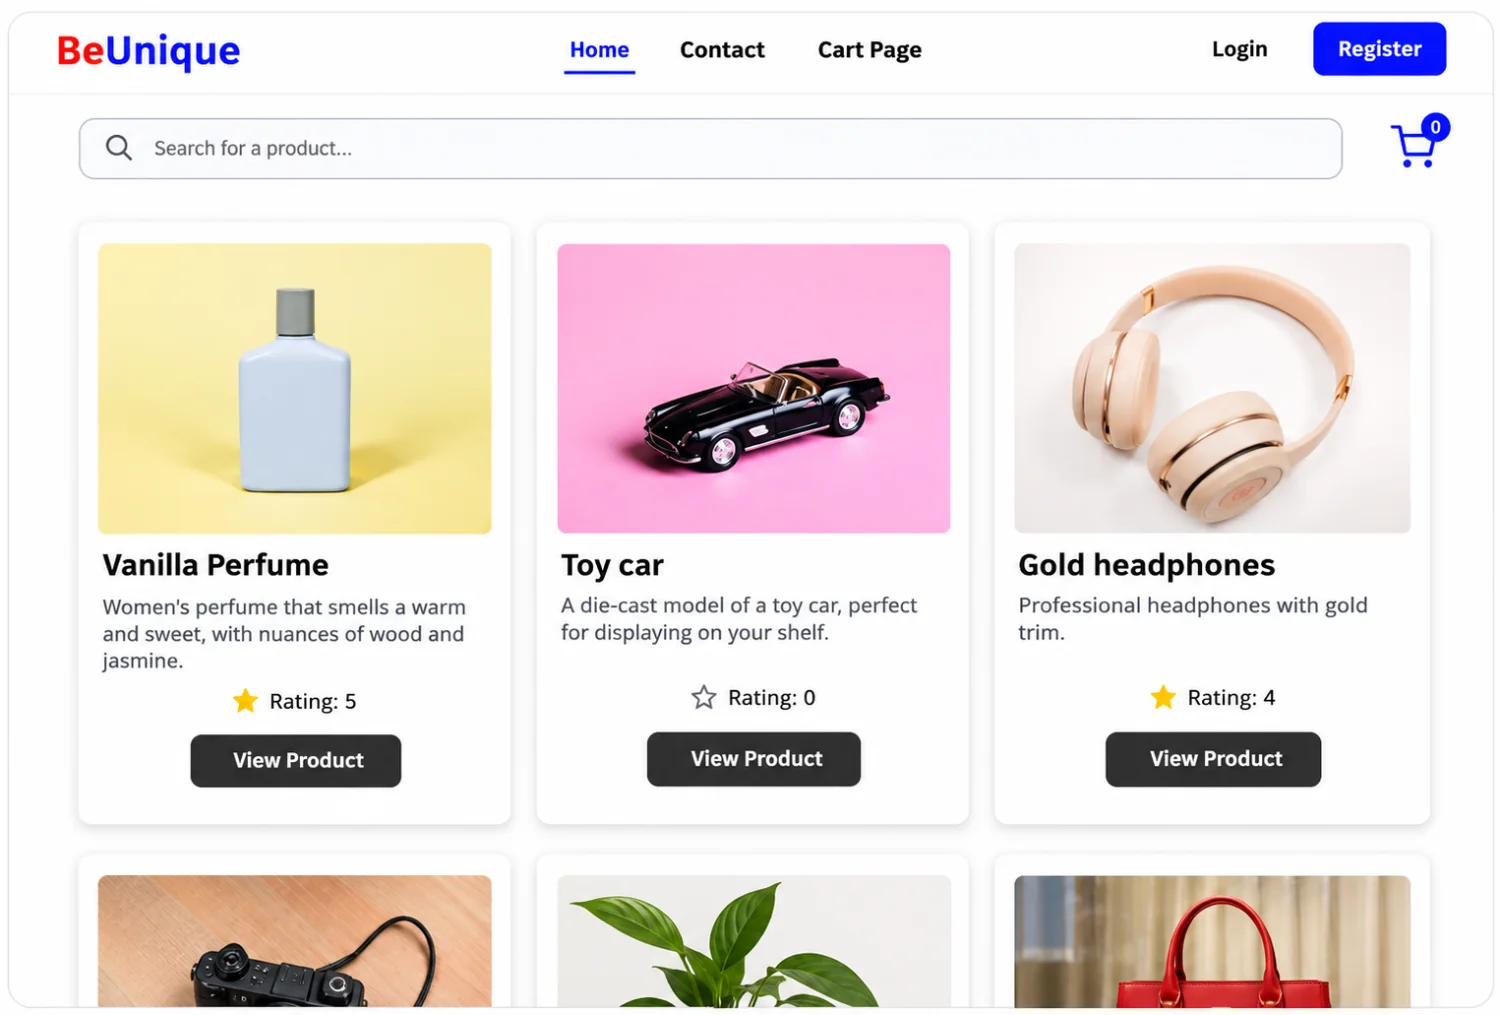 BeUnique
Home
Contact
Cart Page
Login
Register
Search for a product...
0
Vanilla Perfume
Women's perfume that smells a warm
and sweet, with nuances of wood and
jasmine.
Rating: 5
View Product
Toy car
A die-cast model of a toy car, perfect
for displaying on your shelf.
Rating: 0
View Product
Gold headphones
Professional headphones with gold
trim.
Rating: 4
View Product